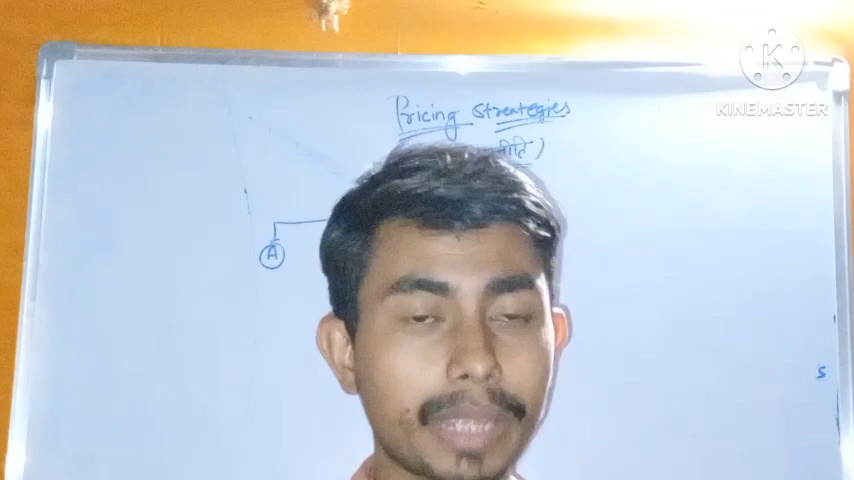 K
KINEMASTER
Pricing Strategies
नीति)
A
S